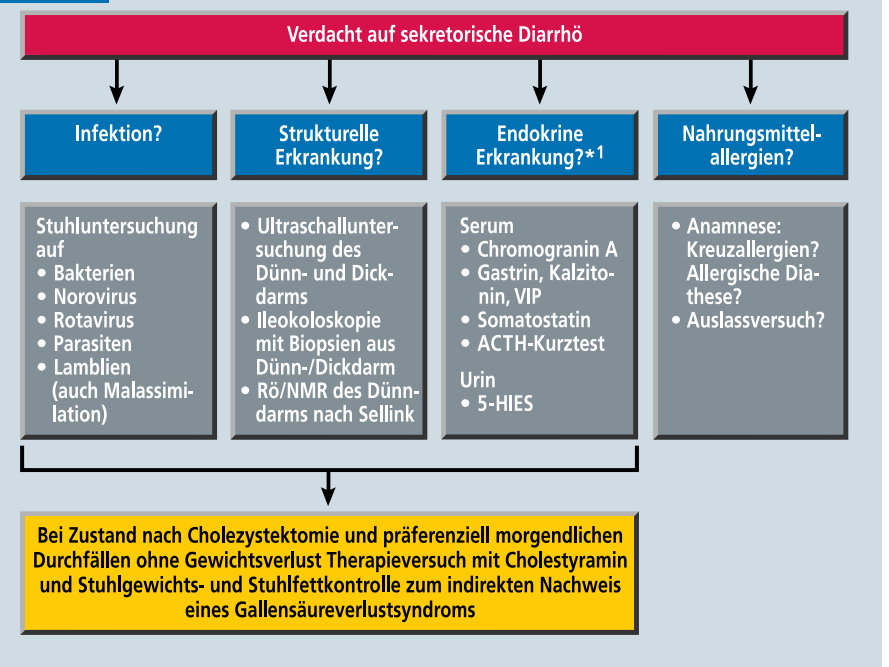 Verdacht auf sekretorische Diarrhö
Infektion?
Strukturelle
Erkrankung?
Endokrine
Erkrankung?*1
Nahrungsmittel-
allergien?
Stuhluntersuchung
auf
• Bakterien
• Norovirus
• Rotavirus
• Parasiten
• Lamblien
(auch Malassimi-
lation)
• Ultraschallunter-
suchung des
Dünn- und Dick-
darms
• Ileokoloskopie
mit Biopsien aus
Dünn-/Dickdarm
• Rö/NMR des Dünn-
darms nach Sellink
Serum
• Chromogranin A
• Gastrin, Kalzito-
nin, VIP
• Somatostatin
• ACTH-Kurztest
Urin
• 5-HIES
• Anamnese:
Kreuzallergien?
Allergische Dia-
these?
• Auslassversuch?
Bei Zustand nach Cholezystektomie und präferenziell morgendlichen
Durchfällen ohne Gewichtsverlust Therapieversuch mit Cholestyramin
und Stuhlgewichts- und Stuhlfettkontrolle zum indirekten Nachweis
eines Gallensäureverlustsyndroms